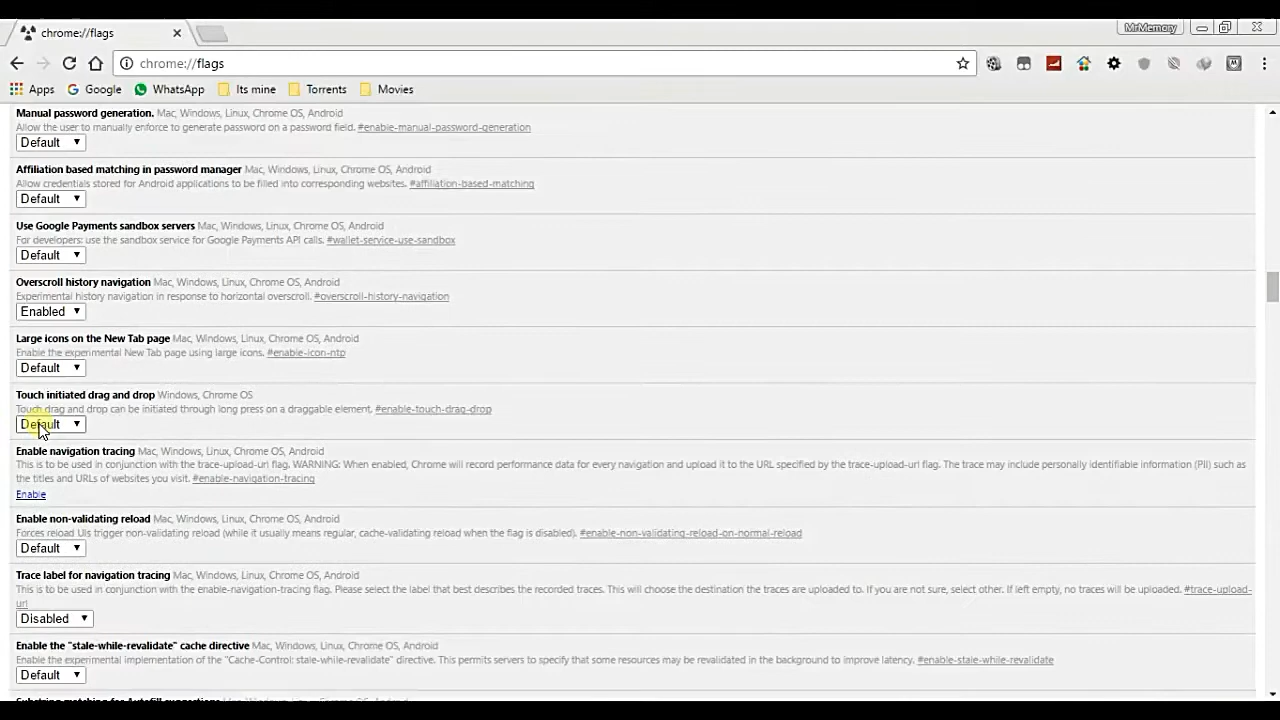 chrome://flags
MrMemory
chrome://flags
Apps Google WhatsApp Its mine Torrents Movies
Manual password generation. Mac, Windows, Linux, Chrome OS, Android
Allow the user to manually enforce to generate password on a password field. #enable-manual-password-generation
Default
Affiliation based matching in password manager Mac, Windows, Linux, Chrome OS, Android
Allow credentials stored for Android applications to be filled into corresponding websites. #affiliation-based-matching
Default
Use Google Payments sandbox servers Mac, Windows, Linux, Chrome OS, Android
For developers: use the sandbox service for Google Payments API calls. #wallet-service-use-sandbox
Default
Overscroll history navigation Mac, Windows, Linux, Chrome OS, Android
Experimental history navigation in response to horizontal overscroll. #overscroll-history-navigation
Enabled
Large icons on the New Tab page Mac, Windows, Linux, Chrome OS, Android
Enable the experimental New Tab page using large icons. #enable-icon-ntp
Default
Touch initiated drag and drop Windows, Chrome OS
Touch drag and drop can be initiated through long press on a draggable element. #enable-touch-drag-drop
Default
Enable navigation tracing Mac, Windows, Linux, Chrome OS, Android
This is to be used in conjunction with the trace-upload-url flag. WARNING: When enabled, Chrome will record performance data for every navigation and upload it to the URL specified by the trace-upload-url flag. The trace may include personally identifiable information (PII) such as
the titles and URLs of websites you visit. #enable-navigation-tracing
Enable
Enable non-validating reload Mac, Windows, Linux, Chrome OS, Android
Forces reload UIs trigger non-validating reload (while it usually means regular, cache-validating reload when the flag is disabled). #enable-non-validating-reload-on-normal-reload
Default
Trace label for navigation tracing Mac, Windows, Linux, Chrome OS, Android
This is to be used in conjunction with the enable-navigation-tracing flag. Please select the label that best describes the recorded traces. This will choose the destination the traces are uploaded to. If you are not sure, select other. If left empty, no traces will be uploaded. #trace-upload-
url
Disabled
Enable the "stale-while-revalidate" cache directive Mac, Windows, Linux, Chrome OS, Android
Enable the experimental implementation of the "Cache-Control: stale-while-revalidate" directive. This permits servers to specify that some resources may be revalidated in the background to improve latency. #enable-stale-while-revalidate
Default
Substring matching for Autofill suggestions Mac, Windows, Linux, Chrome OS, Android